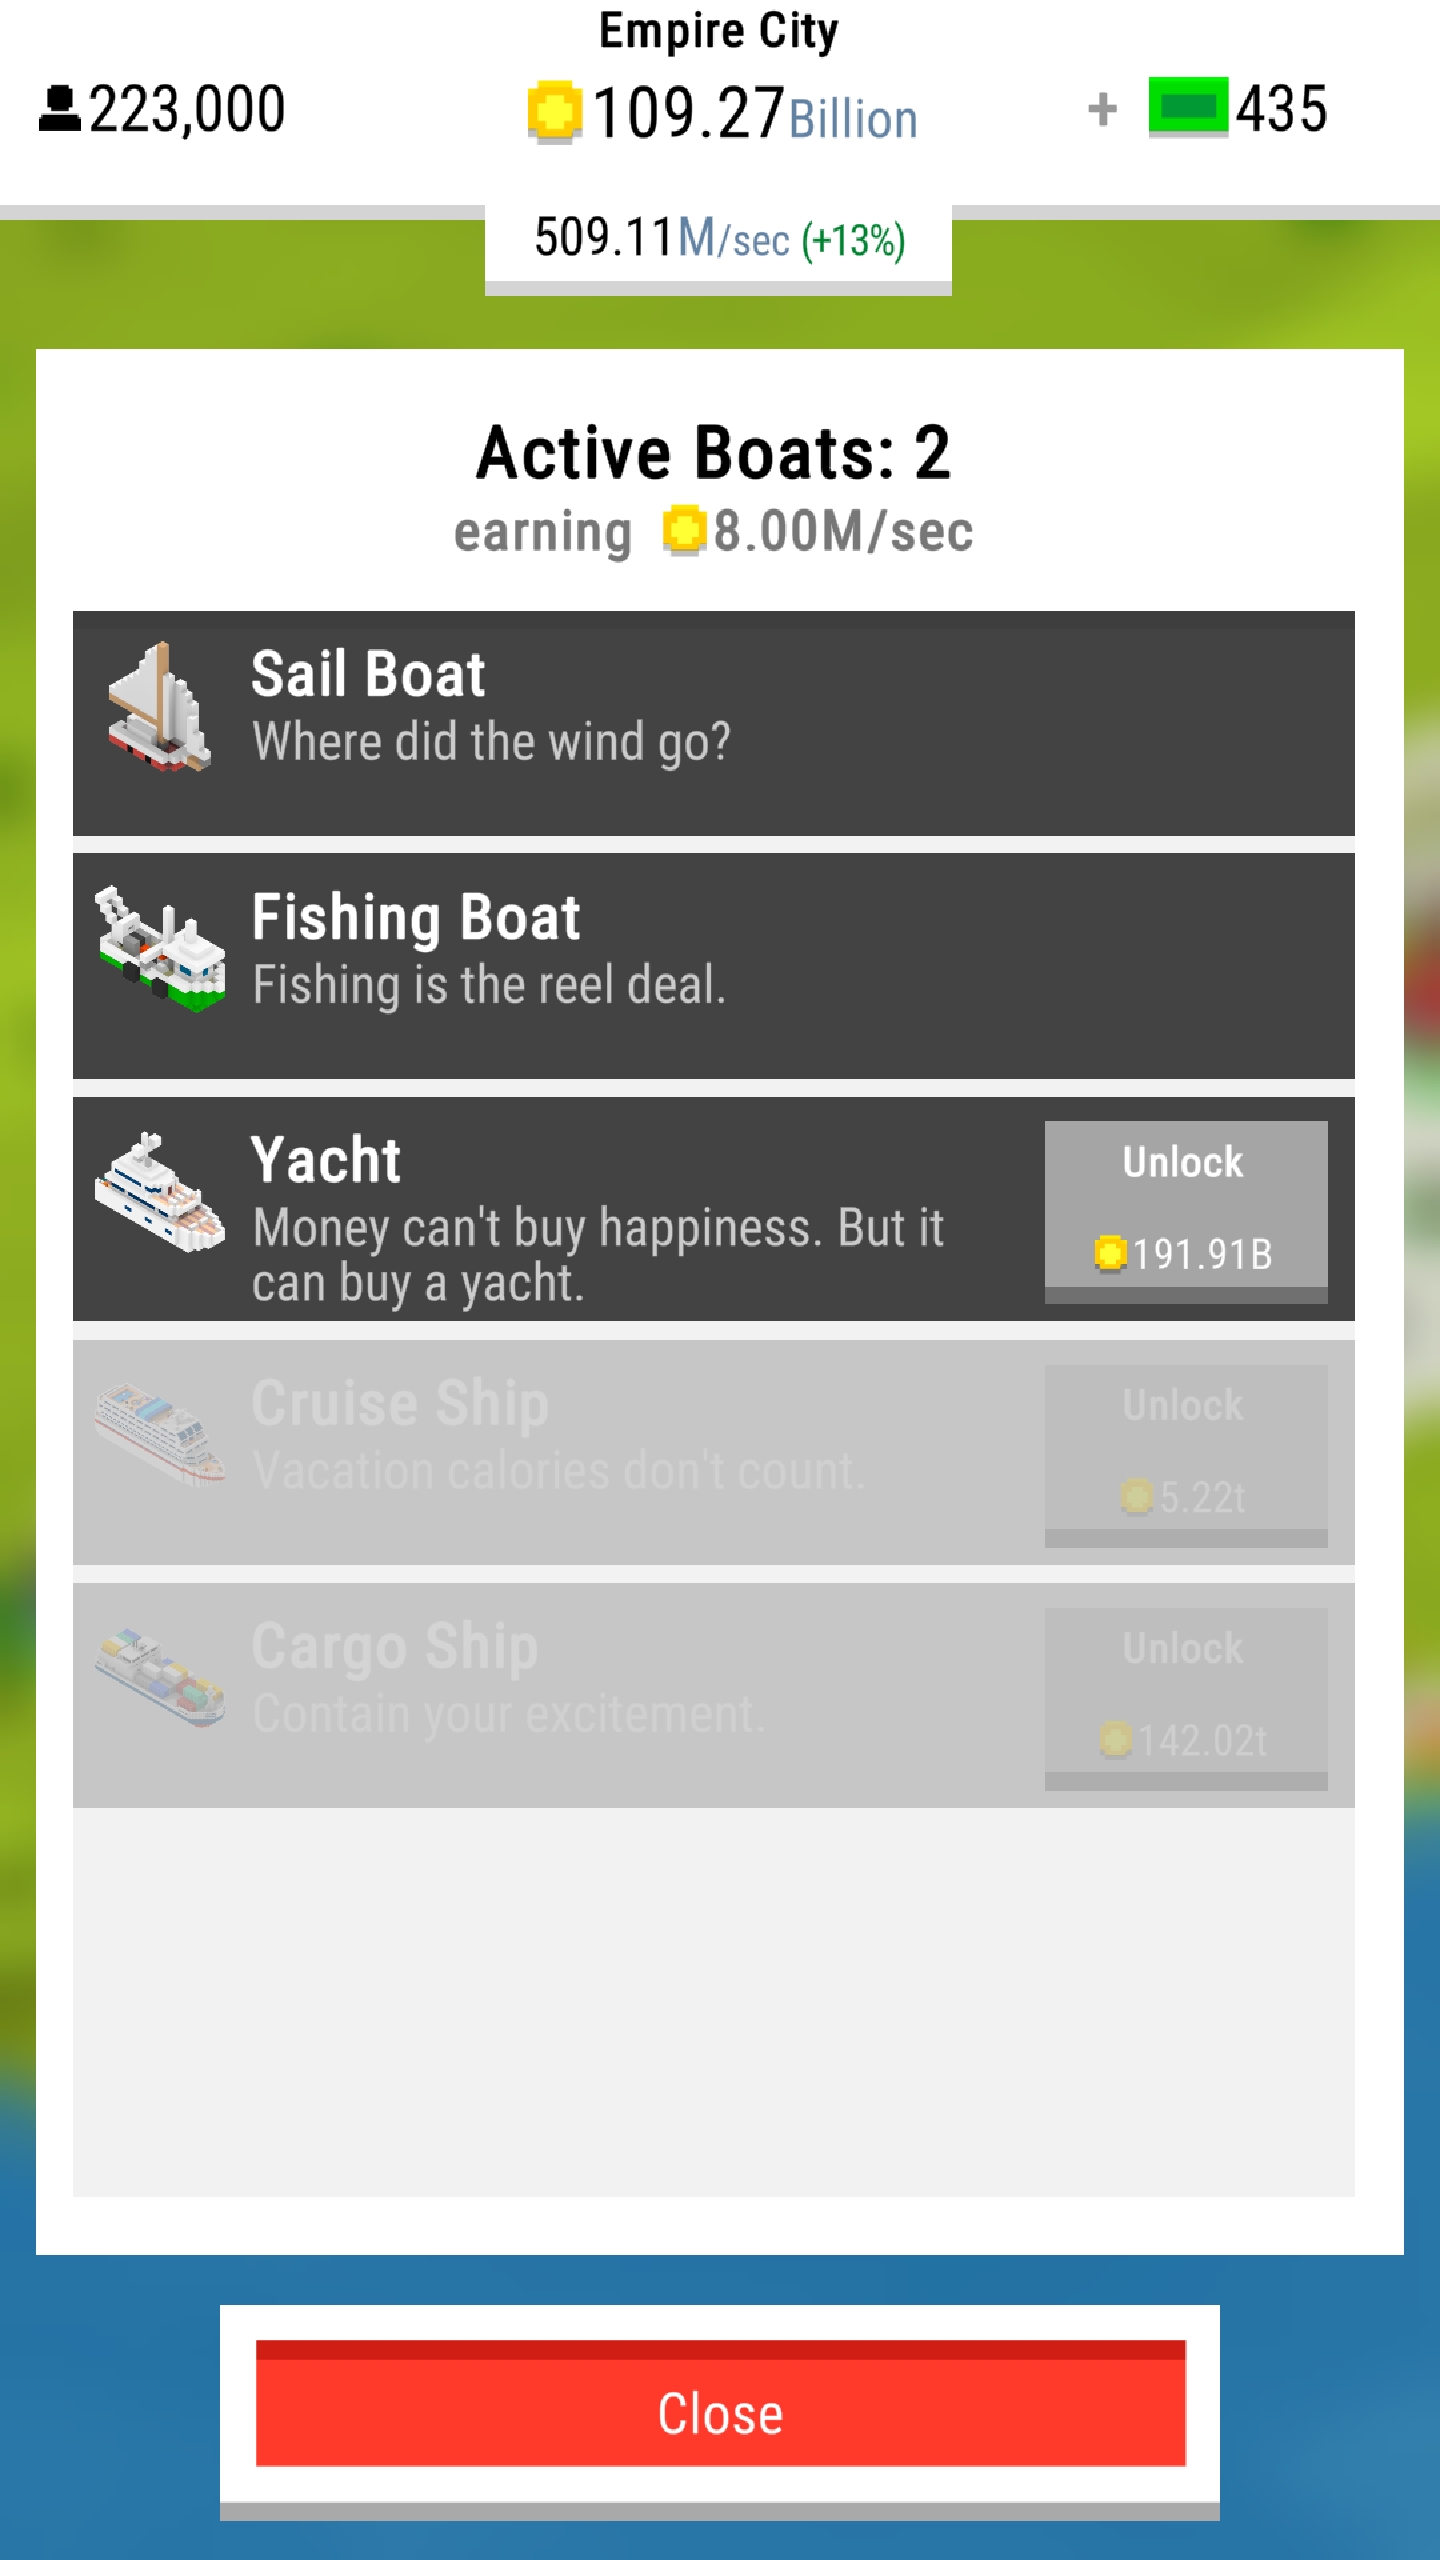 Empire City
223,000
109.27Billion
+ 435
509.11M/sec (+13%)
Active Boats: 2
earning 8.00M/sec
Sail Boat
Where did the wind go?
Fishing Boat
Fishing is the reel deal.
Yacht
Money can't buy happiness. But it
can buy a yacht.
Unlock
191.91B
Cruise Ship
Vacation calories don't count.
Unlock
5.22t
Cargo Ship
Contain your excitement.
Unlock
142.02t
Close